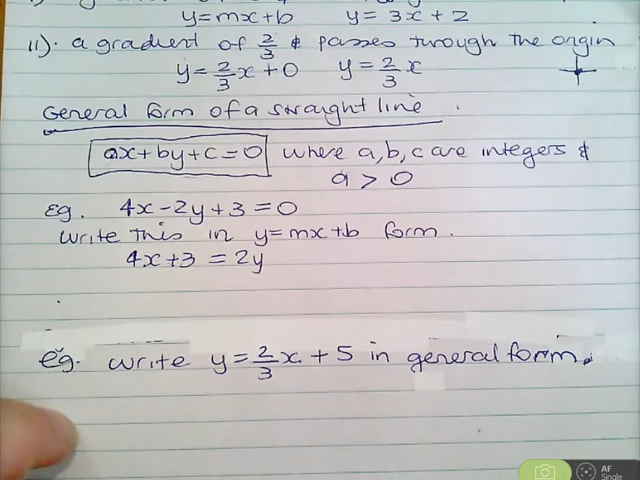 y=mx+b y= 3x+2
ii). a gradient of 2/3 & passes through the origin
y=2/3x+0 y=2/3x
General form of a straight line.
ax+by+c=0 where a,b,c are integers &
a > 0
Eg. 4x-2y+3=0
Write this in y=mx+b form.
4x+3 = 2y
eg. write y=2/3x+5 in general form.
AF
Single